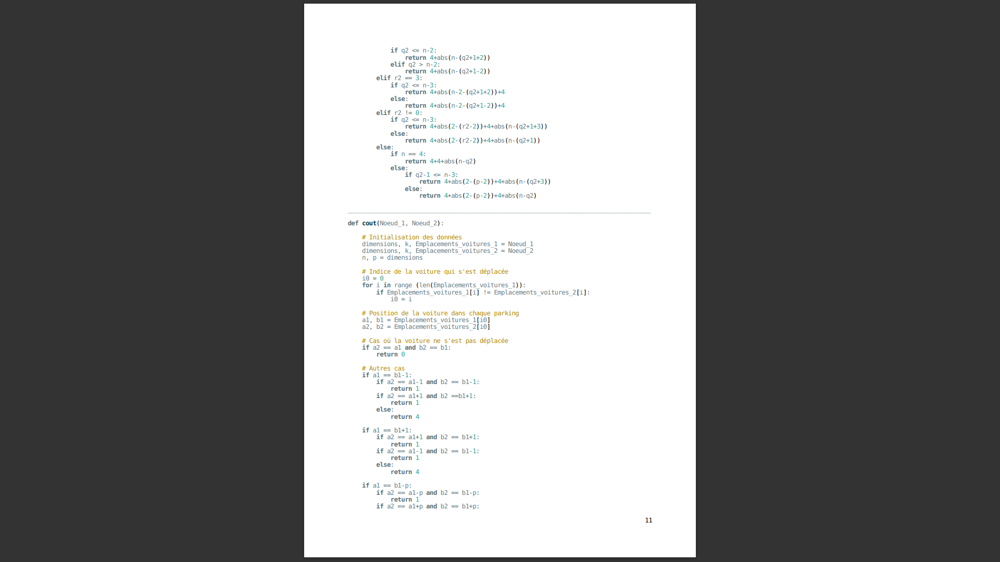 if q2 <= n-2:
                return 4+abs(n-(q2+1+2))
            elif q2 > n-2:
                return 4+abs(n-(q2+1-2))
        elif r2 == 3:
            if q2 <= n-3:
                return 4+abs(n-2-(q2+1+2))+4
            else:
                return 4+abs(n-2-(q2+1-2))+4
        elif r2 != 0:
            if q2 <= n-3:
                return 4+abs(2-(r2-2))+4+abs(n-(q2+1+3))
            else:
                return 4+abs(2-(r2-2))+4+abs(n-(q2+1))
        else:
            if n == 4:
                return 4+4+abs(n-q2)
            else:
                if q2-1 <= n-3:
                    return 4+abs(2-(p-2))+4+abs(n-(q2+3))
                else:
                    return 4+abs(2-(p-2))+4+abs(n-q2)
def cout(Noeud_1, Noeud_2):
    # Initialisation des données
    dimensions, k, Emplacements_voitures_1 = Noeud_1
    dimensions, k, Emplacements_voitures_2 = Noeud_2
    n, p = dimensions
    # Indice de la voiture qui s'est déplacée
    i0 = 0
    for i in range (len(Emplacements_voitures_1)):
        if Emplacements_voitures_1[i] != Emplacements_voitures_2[i]:
            i0 = i
    # Position de la voiture dans chaque parking
    a1, b1 = Emplacements_voitures_1[i0]
    a2, b2 = Emplacements_voitures_2[i0]
    # Cas où la voiture ne s'est pas déplacée
    if a2 == a1 and b2 == b1:
        return 0
    # Autres cas
    if a1 == b1-1:
        if a2 == a1-1 and b2 == b1-1:
            return 1
        if a2 == a1+1 and b2 ==b1+1:
            return 1
        else:
            return 4
    if a1 == b1+1:
        if a2 == a1+1 and b2 == b1+1:
            return 1
        if a2 == a1-1 and b2 == b1-1:
            return 1
        else:
            return 4
    if a1 == b1-p:
        if a2 == a1-p and b2 == b1-p:
            return 1
        if a2 == a1+p and b2 == b1+p:
11